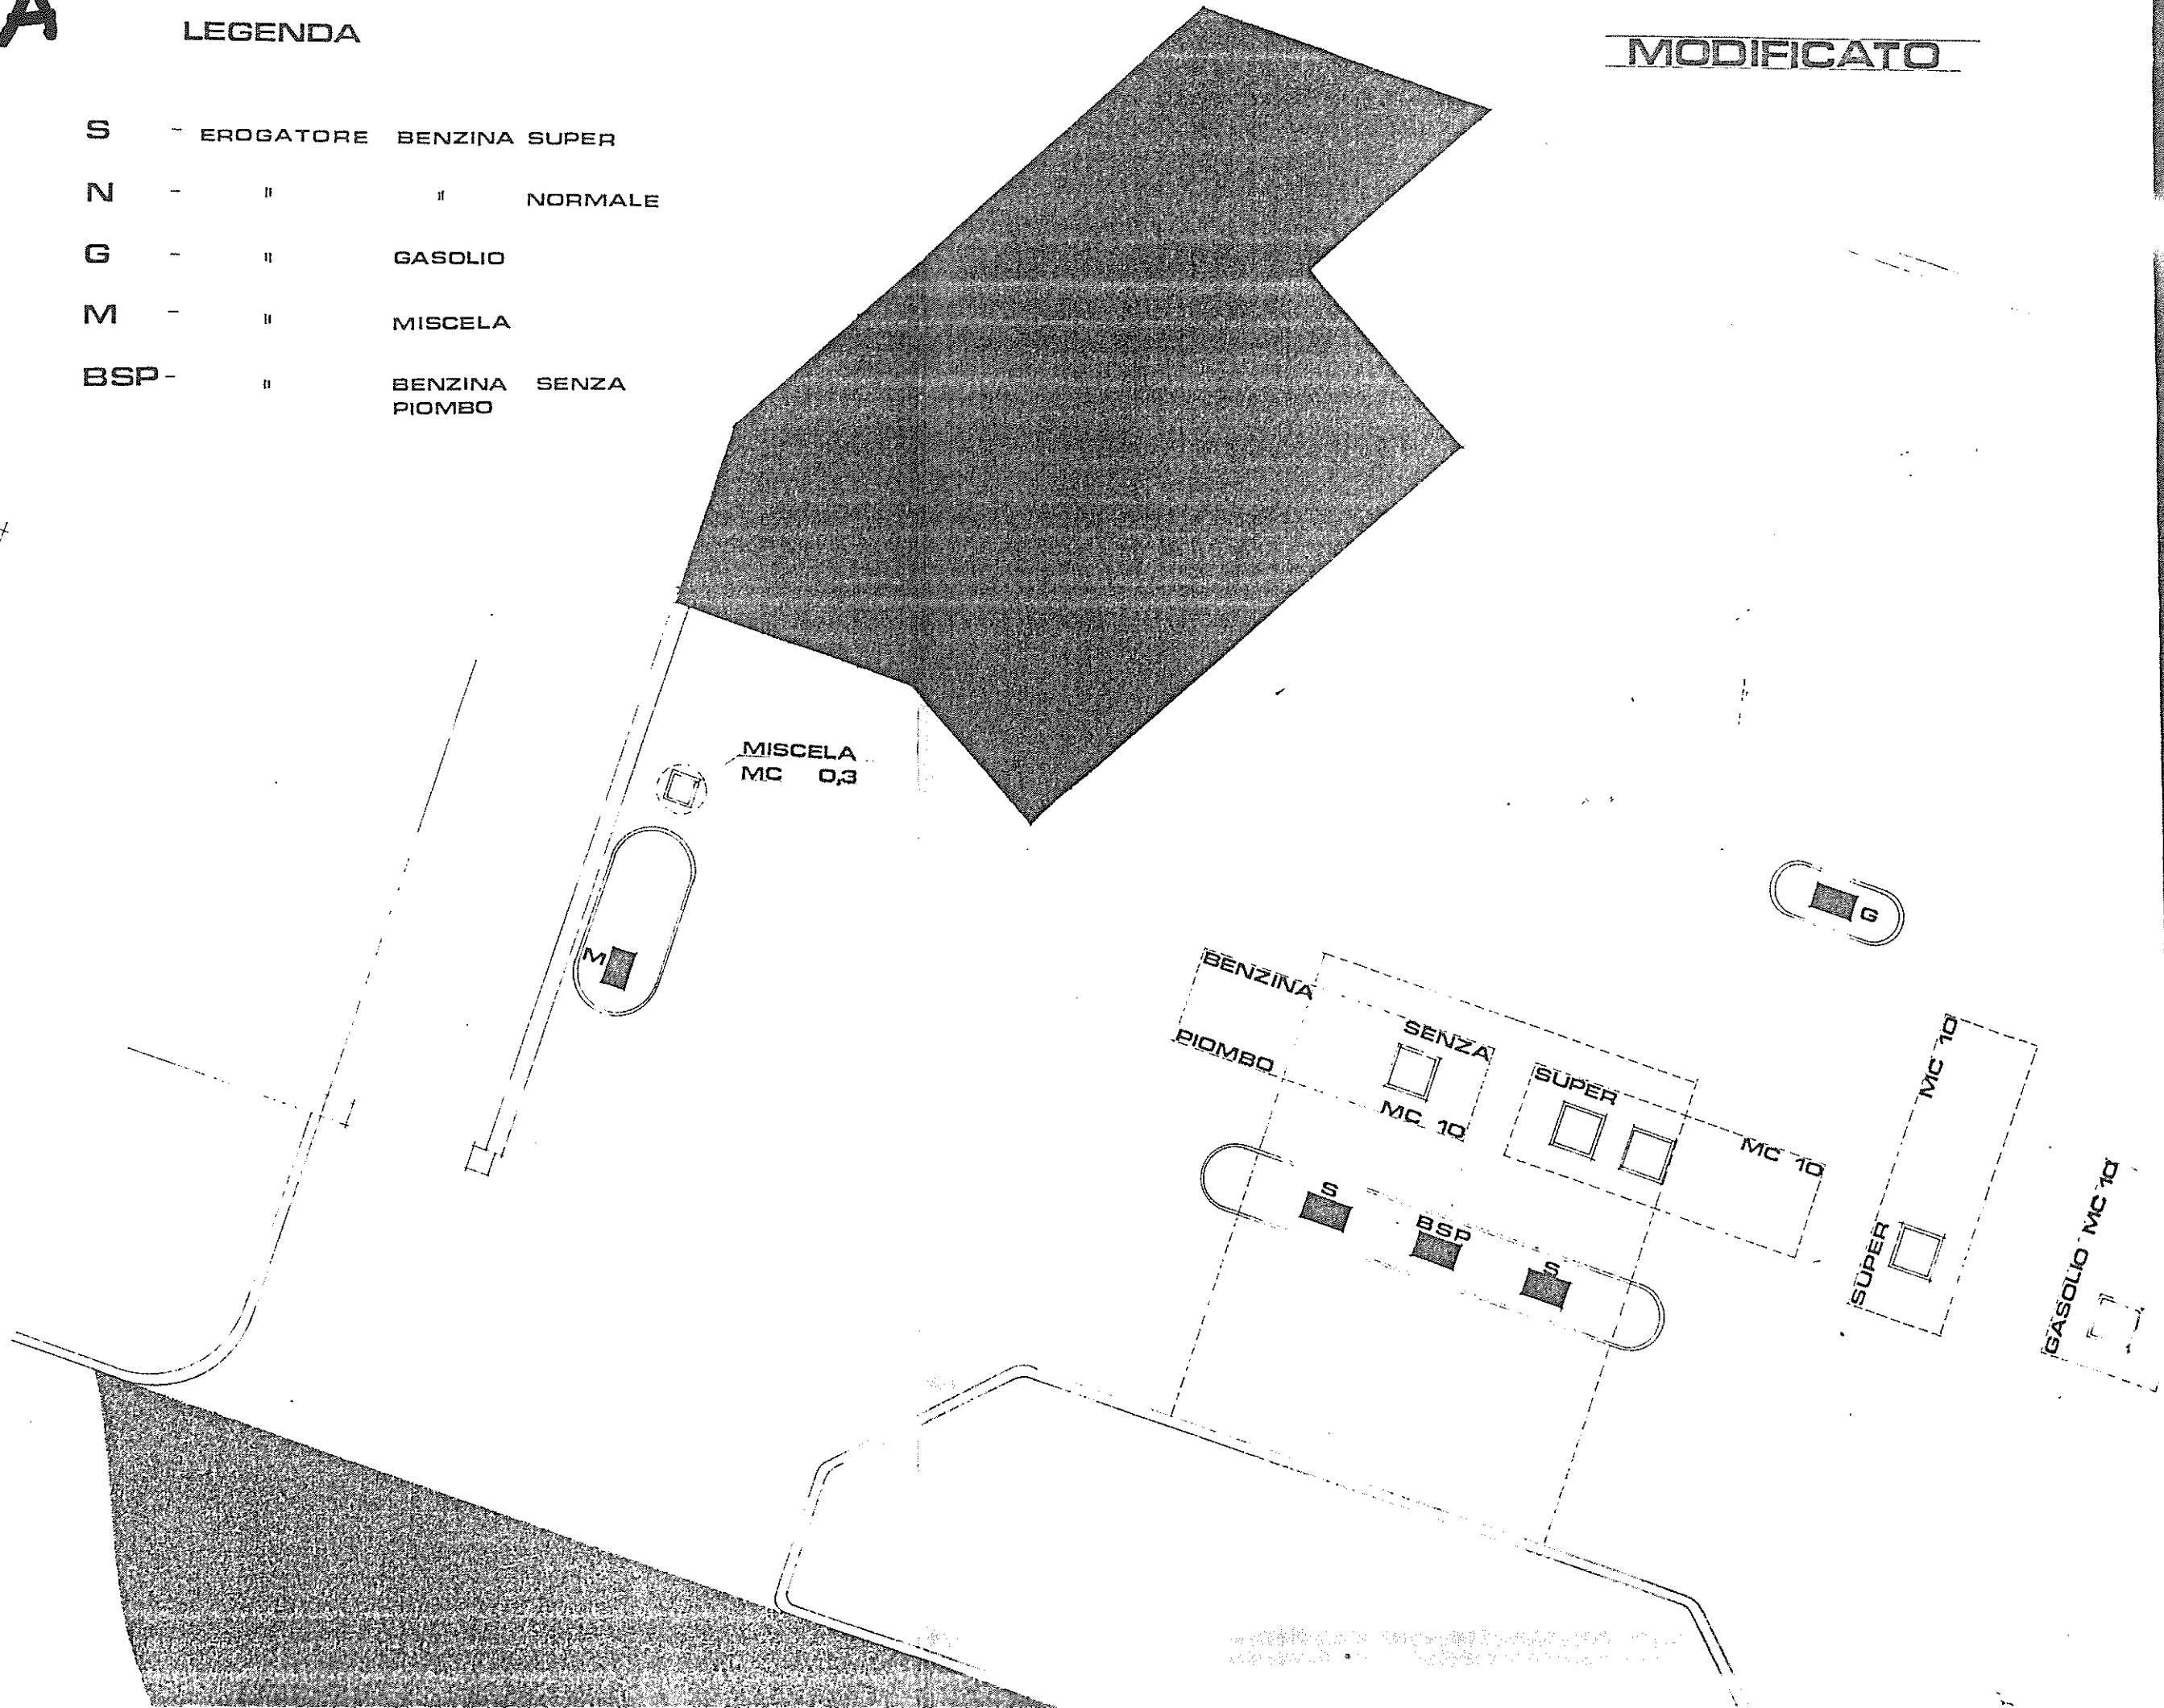 A
LEGENDA
MODIFICATO
S - EROGATORE BENZINA SUPER
N - " " NORMALE
G - " GASOLIO
M - " MISCELA
BSP - " BENZINA SENZA
PIOMBO
MISCELA
MC 0,3
M
G
BENZINA SENZA
PIOMBO MC 10
SUPER
MC 10
MC 10
SUPER
GASOLIO MC 10
S
BSP
S